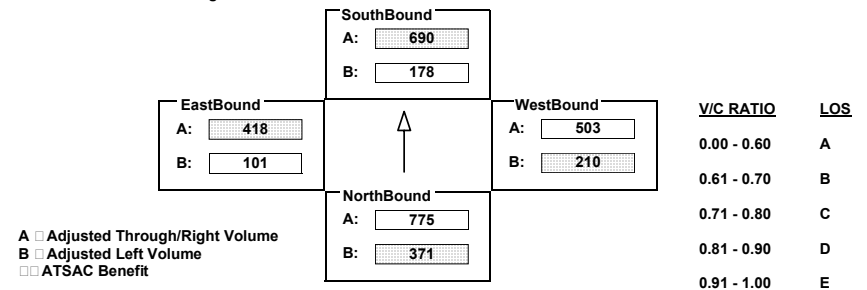 SouthBound
A: 690
B: 178
EastBound
A: 418
B: 101
WestBound
A: 503
B: 210
NorthBound
A: 775
B: 371
A □ Adjusted Through/Right Volume
B □ Adjusted Left Volume
□□ ATSAC Benefit
V/C RATIO LOS
0.00 - 0.60 A
0.61 - 0.70 B
0.71 - 0.80 C
0.81 - 0.90 D
0.91 - 1.00 E